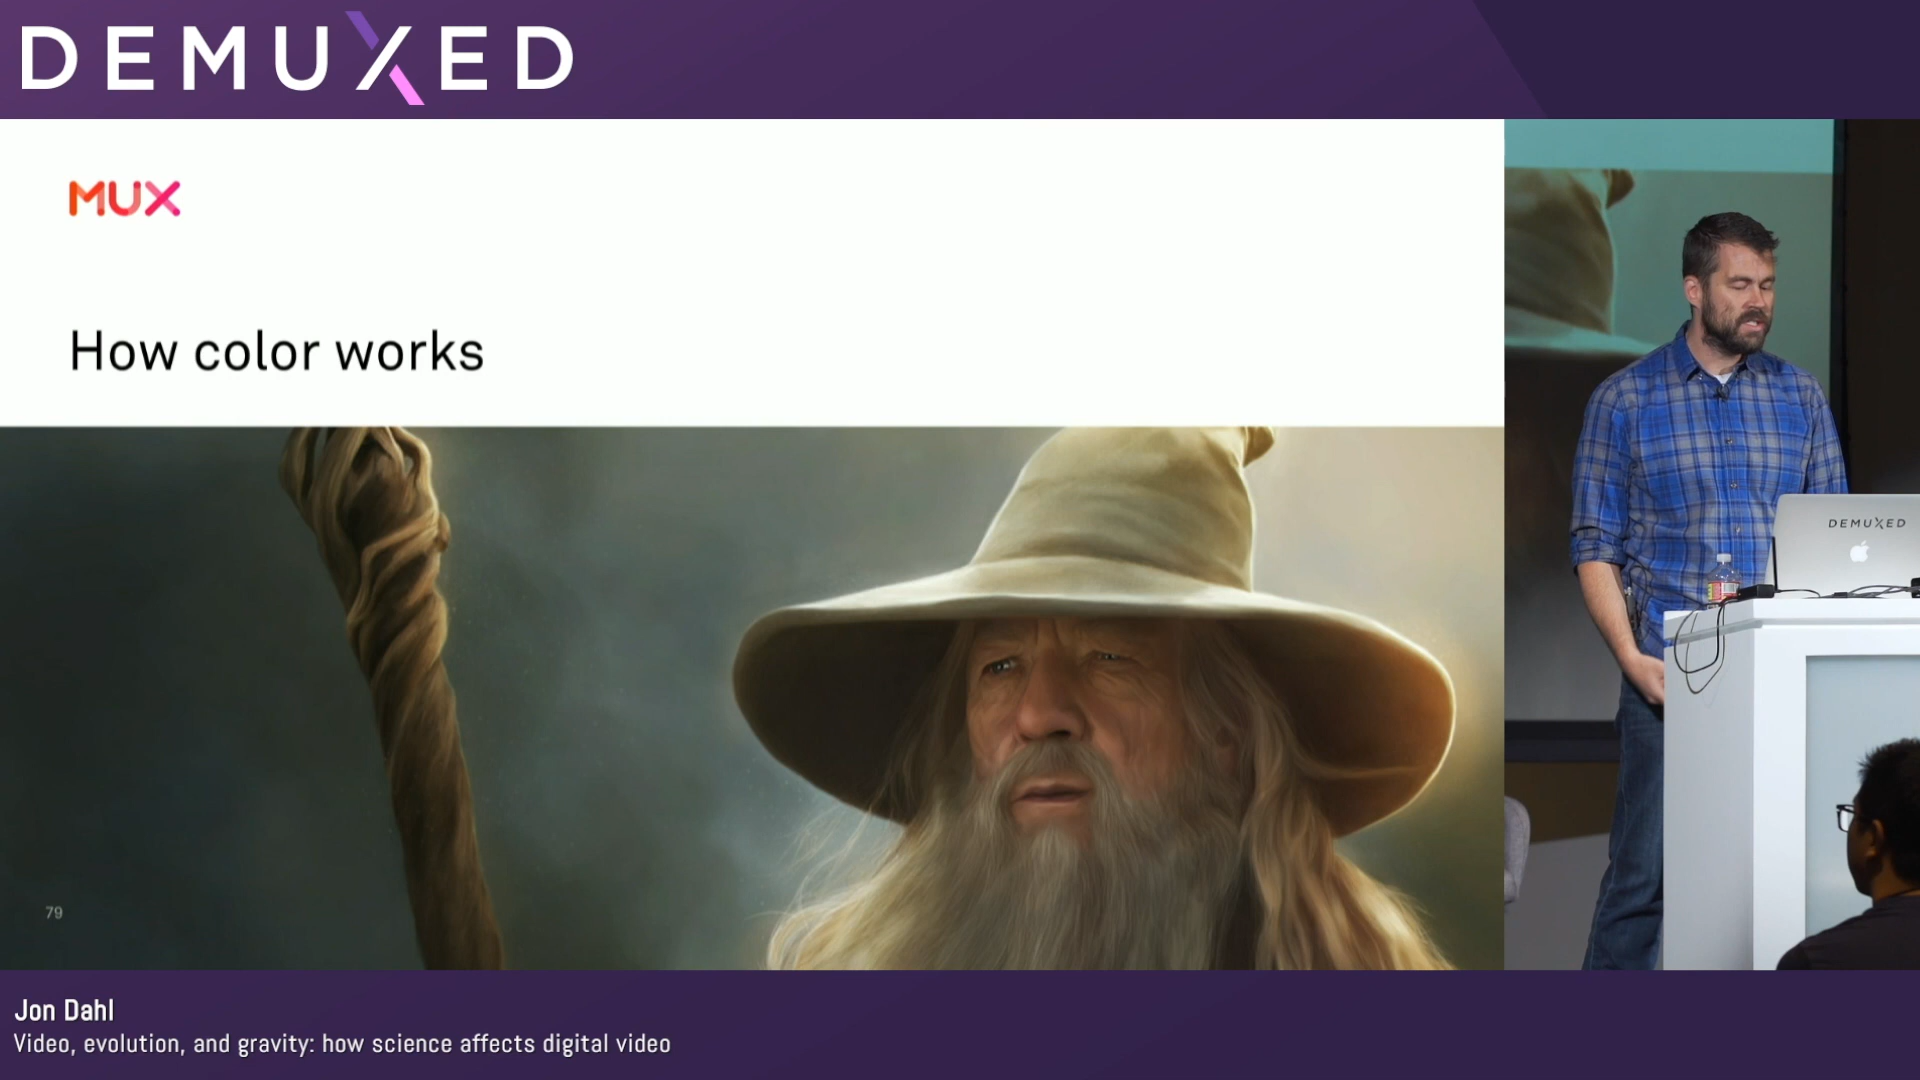 DEMUXED
MUX
How color works
79
DEMUXED
Jon Dahl
Video, evolution, and gravity: how science affects digital video